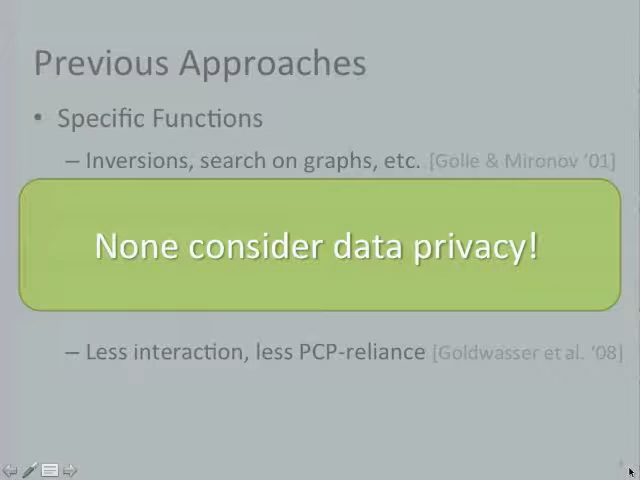 Previous Approaches
• Specific Functions
– Inversions, search on graphs, etc. [Golle & Mironov ‘01]
None consider data privacy!
– Less interaction, less PCP-reliance [Goldwasser et al. ‘08]